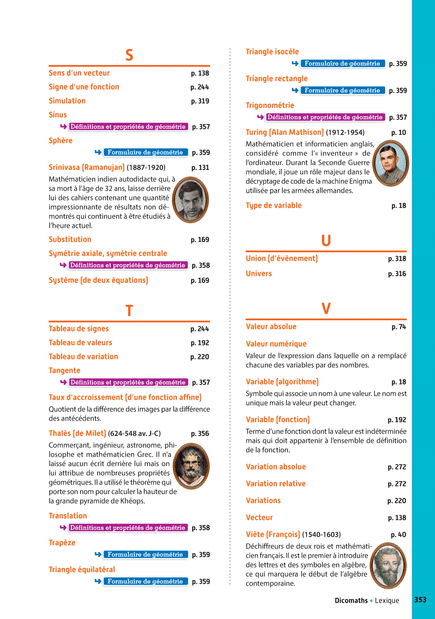 S
Sens d'un vecteur p. 138
Signe d'une fonction p. 244
Simulation p. 319
Sinus
↪ Définitions et propriétés de géométrie p. 357
Sphère
↪ Formulaire de géométrie p. 359
Srinivasa (Ramanujan) (1887-1920) p. 131
Mathématicien indien autodidacte qui, à
sa mort à l'âge de 32 ans, laisse derrière
lui des cahiers contenant une quantité
impressionnante de résultats non dé-
montrés qui continuent à être étudiés à
l'heure actuel.
Substitution p. 169
Symétrie axiale, symétrie centrale
↪ Définitions et propriétés de géométrie p. 358
Système (de deux équations) p. 169
T
Tableau de signes p. 244
Tableau de valeurs p. 192
Tableau de variation p. 220
Tangente
↪ Définitions et propriétés de géométrie p. 357
Taux d'accroissement (d'une fonction affine)
Quotient de la différence des images par la différence
des antécédents.
Thalès (de Milet) (624-548 av. J-C) p. 356
Commerçant, ingénieur, astronome, phi-
losophe et mathématicien Grec. Il n'a
laissé aucun écrit derrière lui mais on
lui attribue de nombreuses propriétés
géométriques. Il a utilisé le théorème qui
porte son nom pour calculer la hauteur de
la grande pyramide de Khéops.
Translation
↪ Définitions et propriétés de géométrie p. 358
Trapèze
↪ Formulaire de géométrie p. 359
Triangle équilatéral
↪ Formulaire de géométrie p. 359
Triangle isocèle
↪ Formulaire de géométrie p. 359
Triangle rectangle
↪ Formulaire de géométrie p. 359
Trigonométrie
↪ Définitions et propriétés de géométrie p. 357
Turing (Alan Mathison) (1912-1954) p. 10
Mathématicien et informaticien anglais,
considéré comme l'« inventeur » de
l'ordinateur. Durant la Seconde Guerre
mondiale, il joue un rôle majeur dans le
décryptage de code de la machine Enigma
utilisée par les armées allemandes.
Type de variable p. 18
U
Union (d'évènement) p. 318
Univers p. 316
V
Valeur absolue p. 74
Valeur numérique
Valeur de l'expression dans laquelle on a remplacé
chacune des variables par des nombres.
Variable (algorithme) p. 18
Symbole qui associe un nom à une valeur. Le nom est
unique mais la valeur peut changer.
Variable (fonction) p. 192
Terme d'une fonction dont la valeur est indéterminée
mais qui doit appartenir à l'ensemble de définition
de la fonction.
Variation absolue p. 272
Variation relative p. 272
Variations p. 220
Vecteur p. 138
Viète (François) (1540-1603) p. 40
Déchiffreurs de deux rois et mathémati-
cien français. Il est le premier à introduire
des lettres et des symboles en algèbre,
ce qui marquera le début de l'algèbre
contemporaine.
Dicomaths • Lexique 353